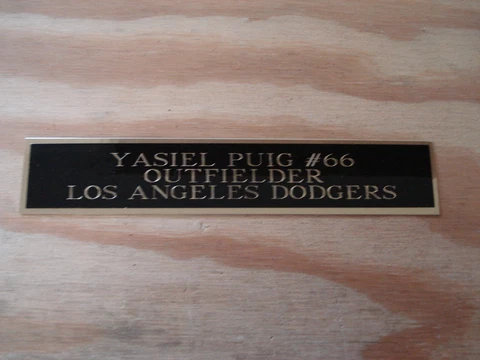 YASIEL PUIG #66
OUTFIELDER
LOS ANGELES DODGERS